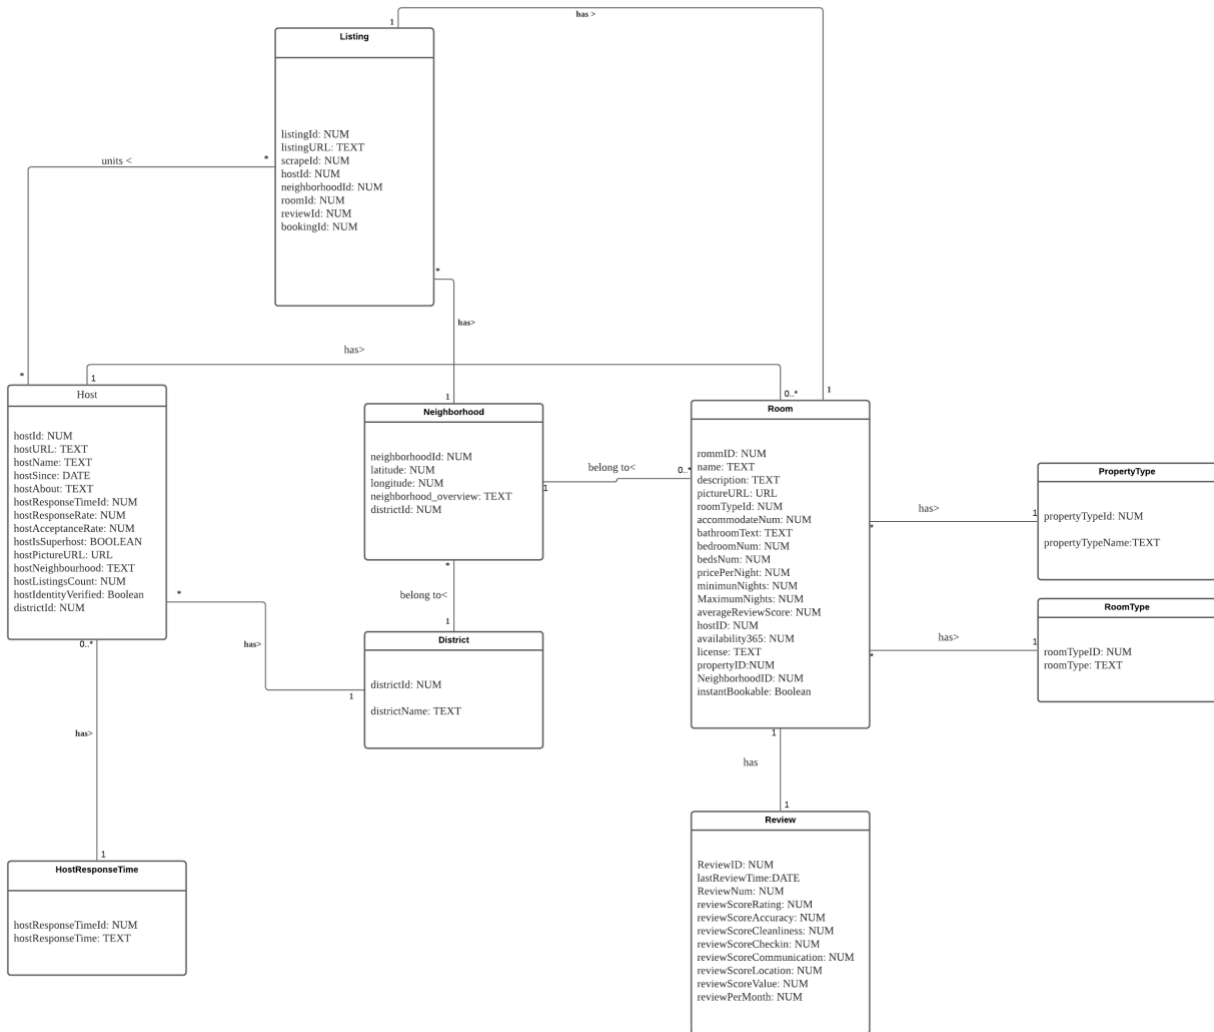 1
has >
Listing
listingId: NUM
listingURL: TEXT
scrapeId: NUM
hostId: NUM
neighborhoodId: NUM
roomId: NUM
reviewId: NUM
bookingId: NUM
units <
*
*
has>
has>
*
1
1
0..*
1
Host
hostId: NUM
hostURL: TEXT
hostName: TEXT
hostSince: DATE
hostAbout: TEXT
hostResponseTimeId: NUM
hostResponseRate: NUM
hostAcceptanceRate: NUM
hostIsSuperhost: BOOLEAN
hostPictureURL: URL
hostNeighbourhood: TEXT
hostListingsCount: NUM
hostIdentityVerified: Boolean
districtId: NUM
Neighborhood
neighborhoodId: NUM
latitude: NUM
longitude: NUM
neighborhood_overview: TEXT
districtId: NUM
belong to<
0..*
1
Room
rommID: NUM
name: TEXT
description: TEXT
pictureURL: URL
roomTypeId: NUM
accommodateNum: NUM
bathroomText: TEXT
bedroomNum: NUM
bedsNum: NUM
pricePerNight: NUM
minimunNights: NUM
MaximumNights: NUM
averageReviewScore: NUM
hostID: NUM
availability365: NUM
license: TEXT
propertyID:NUM
NeighborhoodID: NUM
instantBookable: Boolean
has>
1
*
PropertyType
propertyTypeId: NUM
propertyTypeName:TEXT
has>
1
*
RoomType
roomTypeID: NUM
roomType: TEXT
*
belong to<
1
*
has>
1
District
districtId: NUM
districtName: TEXT
0..*
has>
1
HostResponseTime
hostResponseTimeId: NUM
hostResponseTime: TEXT
1
has
1
Review
ReviewID: NUM
lastReviewTime:DATE
ReviewNum: NUM
reviewScoreRating: NUM
reviewScoreAccuracy: NUM
reviewScoreCleanliness: NUM
reviewScoreCheckin: NUM
reviewScoreCommunication: NUM
reviewScoreLocation: NUM
reviewScoreValue: NUM
reviewPerMonth: NUM